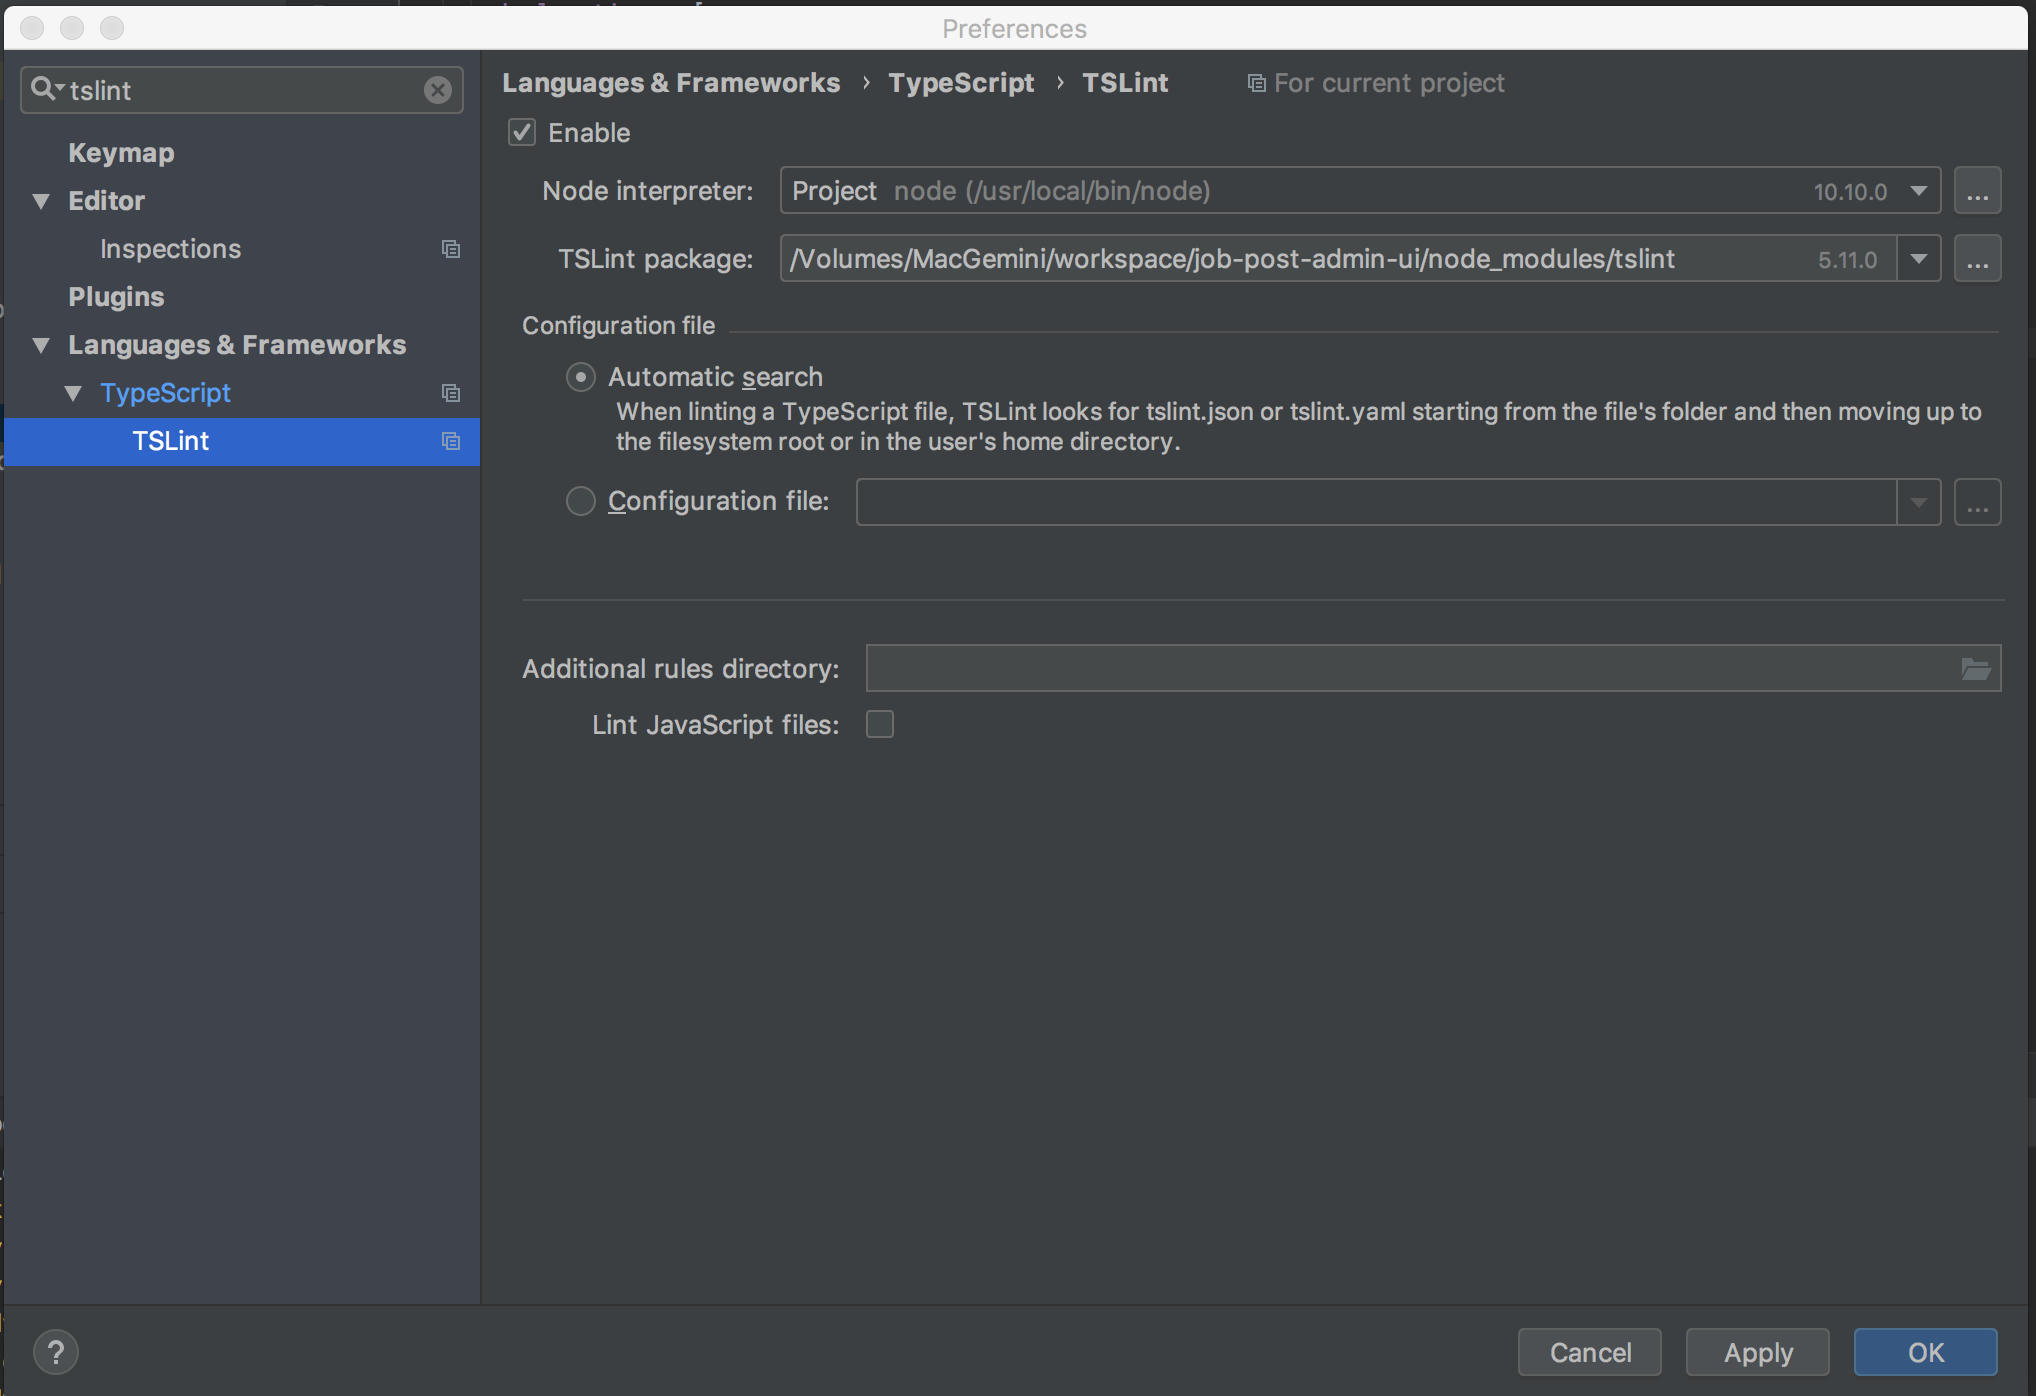 Preferences
tslint
Keymap
Editor
Inspections
Plugins
Languages & Frameworks
TypeScript
TSLint
Languages & Frameworks › TypeScript › TSLint For current project
Enable
Node interpreter: Project node (/usr/local/bin/node) 10.10.0 ...
TSLint package: /Volumes/MacGemini/workspace/job-post-admin-ui/node_modules/tslint 5.11.0 ...
Configuration file
Automatic search
When linting a TypeScript file, TSLint looks for tslint.json or tslint.yaml starting from the file's folder and then moving up to
the filesystem root or in the user's home directory.
Configuration file: ...
Additional rules directory:
Lint JavaScript files:
?
Cancel Apply OK